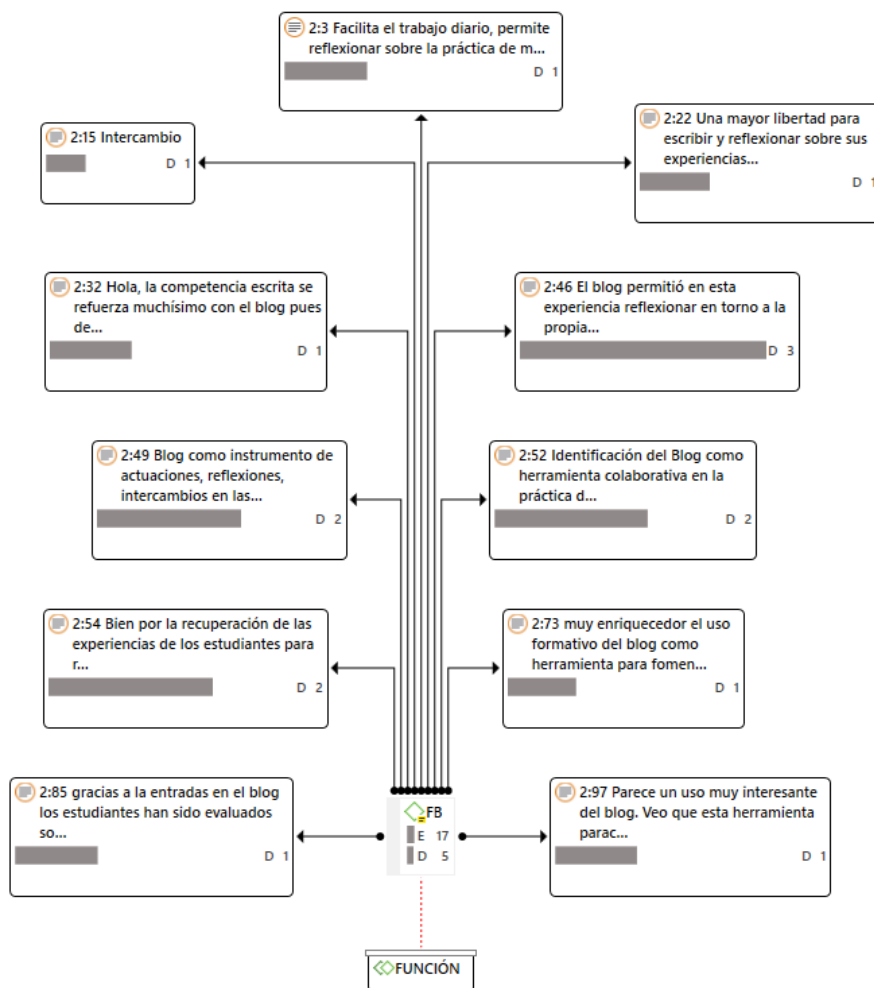 2:3 Facilita el trabajo diario, permite
reflexionar sobre la práctica de m...
D 1
2:15 Intercambio
D 1
2:22 Una mayor libertad para
escribir y reflexionar sobre sus
experiencias...
D 1
2:32 Hola, la competencia escrita se
refuerza muchísimo con el blog pues
de...
D 1
2:46 El blog permitió en esta
experiencia reflexionar en torno a la
propia...
D 3
2:49 Blog como instrumento de
actuaciones, reflexiones,
intercambios en las...
D 2
2:52 Identificación del Blog como
herramienta colaborativa en la
práctica d...
D 2
2:54 Bien por la recuperación de las
experiencias de los estudiantes para
r...
D 2
2:73 muy enriquecedor el uso
formativo del blog como
herramienta para fomen...
D 1
2:85 gracias a la entradas en el blog
los estudiantes han sido evaluados
so...
D 1
FB
E 17
D 5
2:97 Parece un uso muy interesante
del blog. Veo que esta herramienta
parac...
D 1
FUNCIÓN